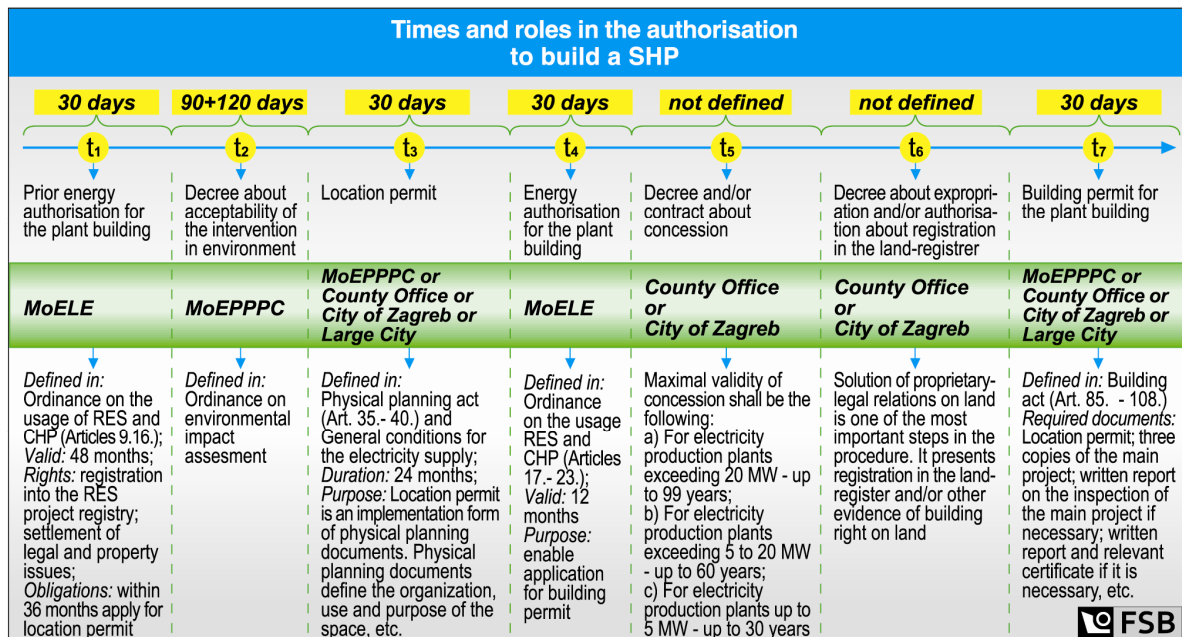 Times and roles in the authorisation
to build a SHP
30 days
90+120 days
30 days
30 days
not defined
not defined
30 days
t1
t2
t3
t4
t5
t6
t7
Prior energy
authorisation for
the plant building
Decree about
acceptability of
the intervention
in environment
Location permit
Energy
authorisation
for the plant
building
Decree and/or
contract about
concession
Decree about expropri-
ation and/or authorisa-
tion about registration
in the land-registrer
Building permit for
the plant building
MoELE
MoEPPPC
MoEPPPC or
County Office or
City of Zagreb or
Large City
MoELE
County Office
or
City of Zagreb
County Office
or
City of Zagreb
MoEPPPC or
County Office or
City of Zagreb or
Large City
Defined in:
Ordinance on the
usage of RES and
CHP (Articles 9.16.);
Valid: 48 months;
Rights: registration
into the RES
project registry;
settlement of
legal and property
issues;
Obligations: within
36 months apply for
location permit
Defined in:
Ordinance on
environmental
impact
assesment
Defined in:
Physical planning act
(Art. 35.- 40.) and
General conditions for
the electricity supply;
Duration: 24 months;
Purpose: Location permit
is an implementation form
of physical planning
documents. Physical
planning documents
define the organization,
use and purpose of the
space, etc.
Defined in:
Ordinance
on the usage
RES and
CHP (Articles
17.- 23.);
Valid: 12
months
Purpose:
enable
application
for building
permit
Maximal validity of
concession shall be the
following:
a) For electricity
production plants
exceeding 20 MW - up
to 99 years;
b) For electricity
production plants
exceeding 5 to 20 MW
- up to 60 years;
c) For electricity
production plants up to
5 MW - up to 30 years
Solution of proprietary-
legal relations on land
is one of the most
important steps in the
procedure. It presents
registration in the land-
register and/or other
evidence of building
right on land
Defined in: Building
act (Art. 85. - 108.)
Required documents:
Location permit; three
copies of the main
project; written report
on the inspection of
the main project if
necessary; written
report and relevant
certificate if it is
necessary, etc.
FSB